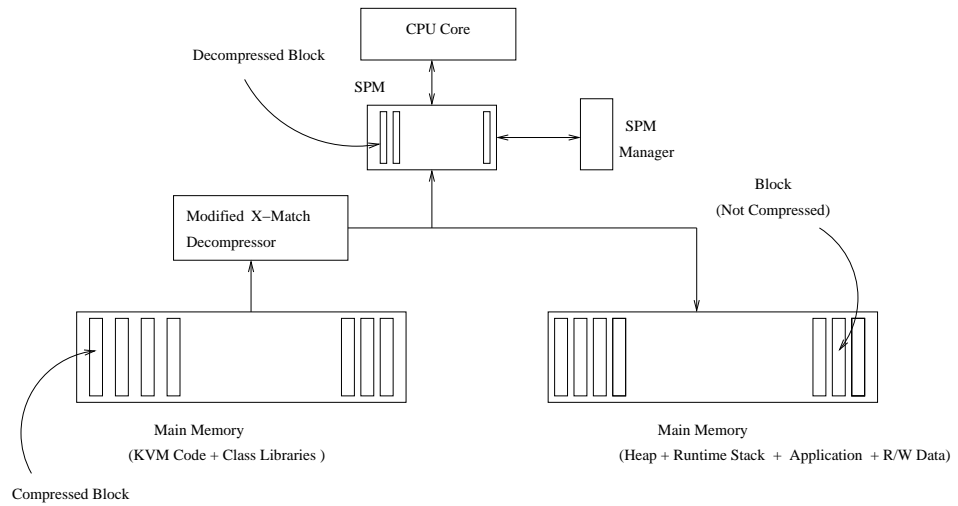 CPU Core
Decompressed Block
SPM
SPM
Manager
Block
(Not Compressed)
Modified X−Match
Decompressor
Main Memory
(KVM Code + Class Libraries )
Main Memory
(Heap + Runtime Stack + Application + R/W Data)
Compressed Block